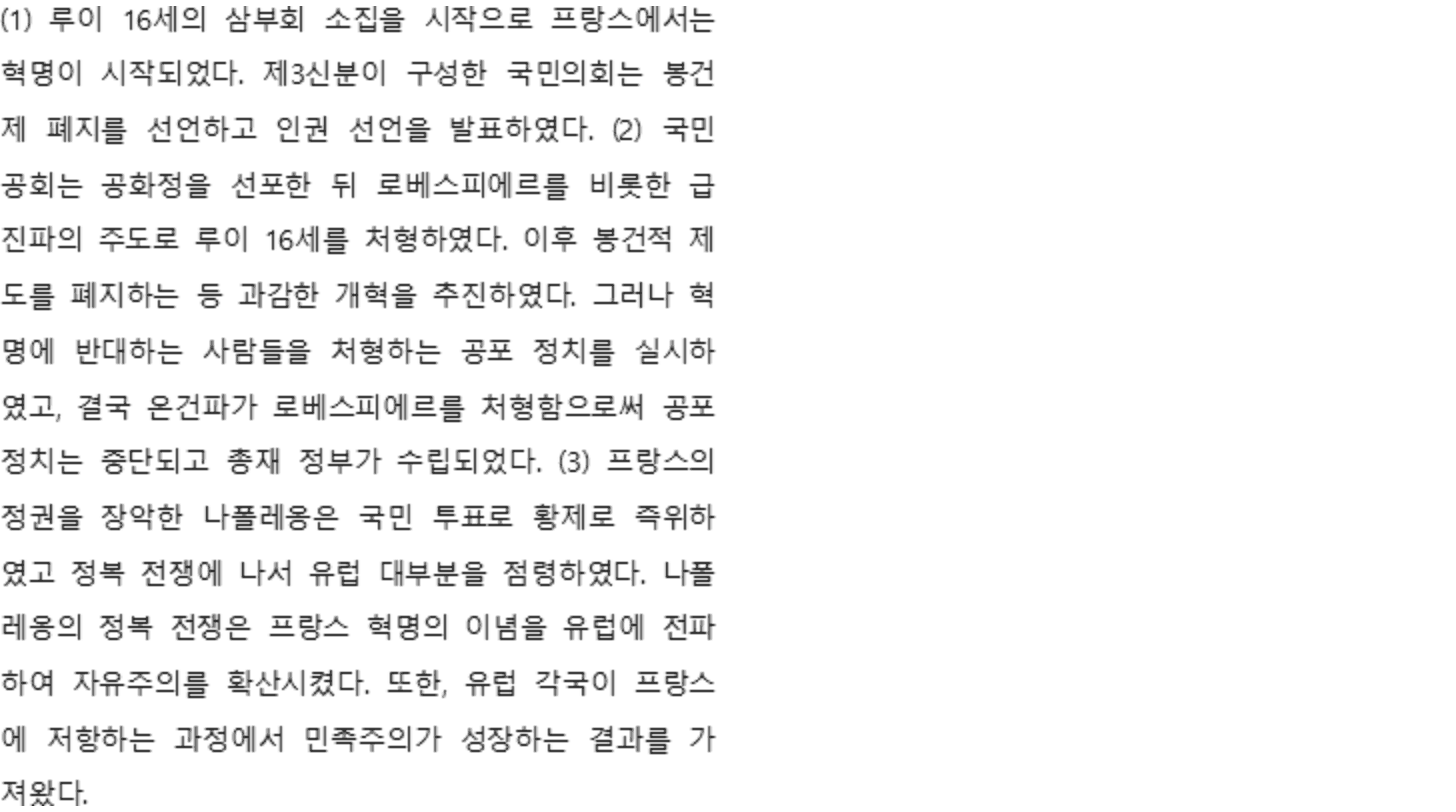 (1) 루이 16세의 삼부회 소집을 시작으로 프랑스에서는
혁명이 시작되었다. 제3신분이 구성한 국민의회는 봉건
제 폐지를 선언하고 인권 선언을 발표하였다. (2) 국민
공회는 공화정을 선포한 뒤 로베스피에르를 비롯한 급
진파의 주도로 루이 16세를 처형하였다. 이후 봉건적 제
도를 폐지하는 등 과감한 개혁을 추진하였다. 그러나 혁
명에 반대하는 사람들을 처형하는 공포 정치를 실시하
였고, 결국 온건파가 로베스피에르를 처형함으로써 공포
정치는 중단되고 총재 정부가 수립되었다. (3) 프랑스의
정권을 장악한 나폴레옹은 국민 투표로 황제로 즉위하
였고 정복 전쟁에 나서 유럽 대부분을 점령하였다. 나폴
레옹의 정복 전쟁은 프랑스 혁명의 이념을 유럽에 전파
하여 자유주의를 확산시켰다. 또한, 유럽 각국이 프랑스
에 저항하는 과정에서 민족주의가 성장하는 결과를 가
져왔다.